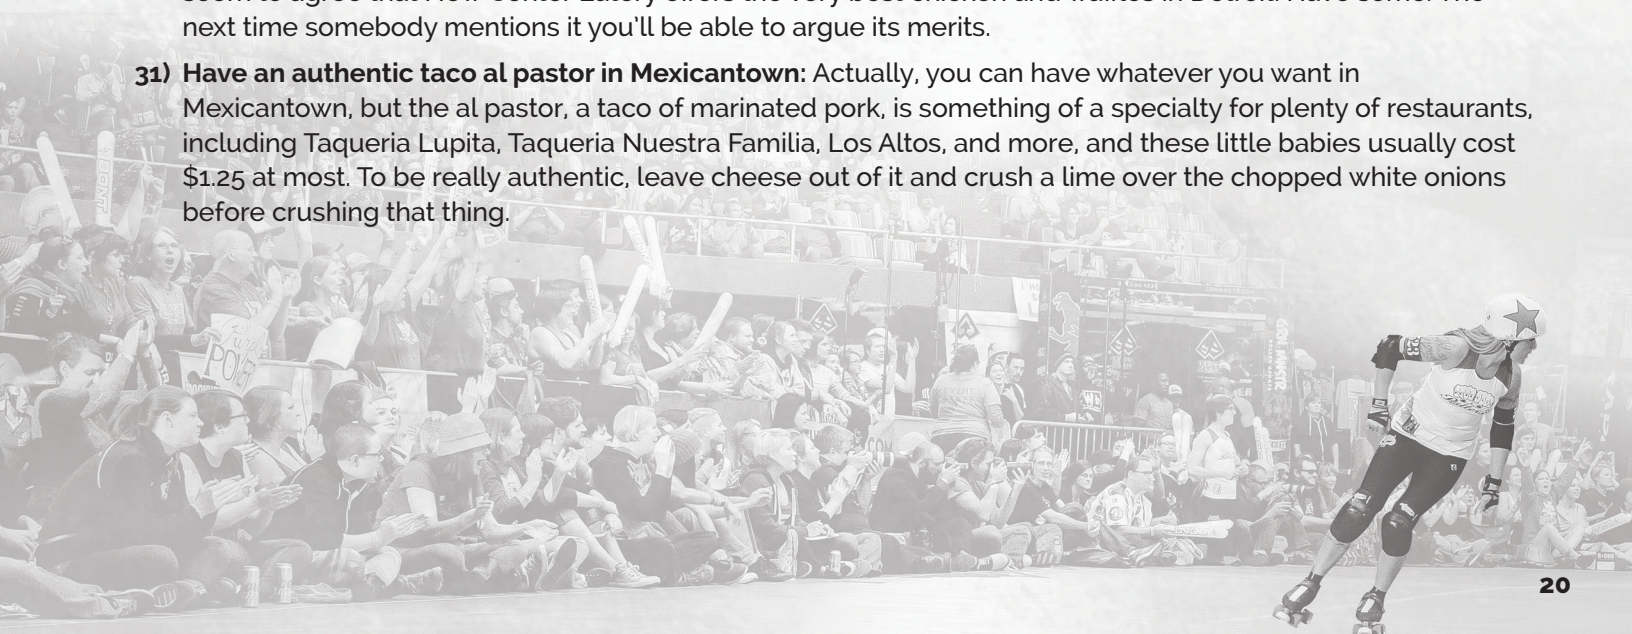 next time somebody mentions it you'll be able to argue its merits.
31) Have an authentic taco al pastor in Mexicantown: Actually, you can have whatever you want in
Mexicantown, but the al pastor, a taco of marinated pork, is something of a specialty for plenty of restaurants,
including Taqueria Lupita, Taqueria Nuestra Familia, Los Altos, and more, and these little babies usually cost
$1.25 at most. To be really authentic, leave cheese out of it and crush a lime over the chopped white onions
before crushing that thing.
POWER
23
20